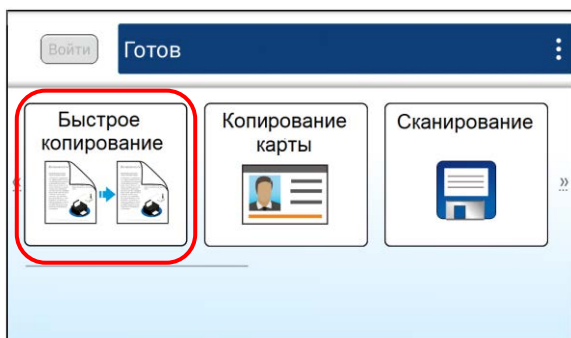 Войти
Готов
Быстрое
копирование
Копирование
карты
Сканирование
«
»